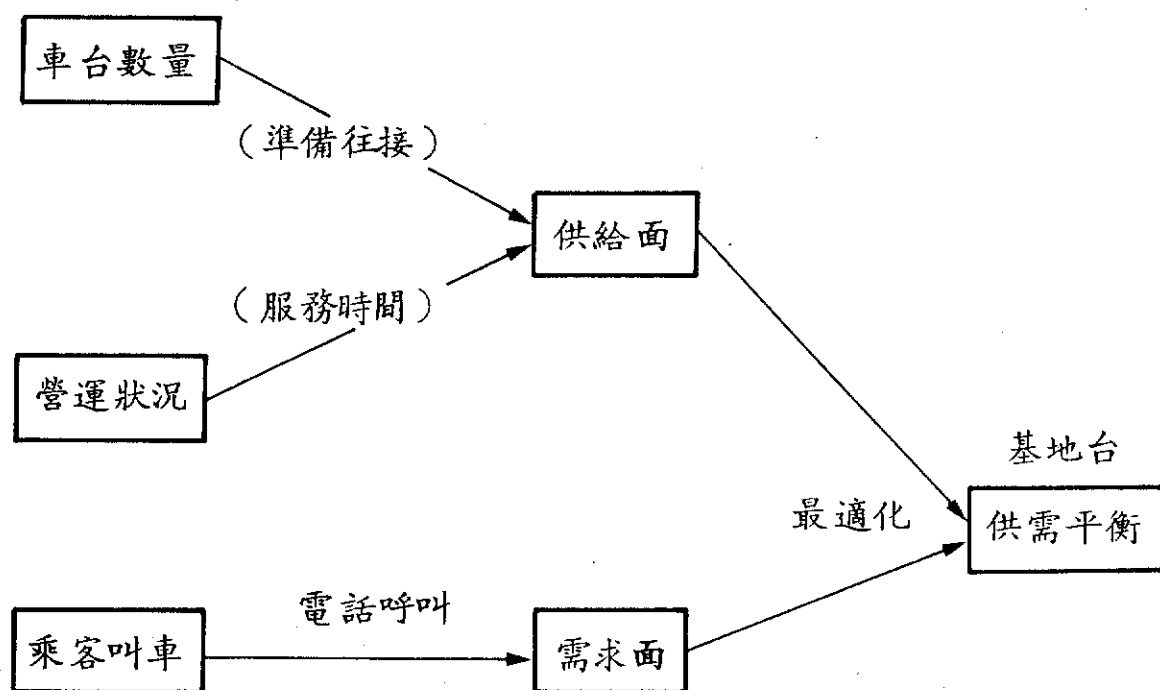 車台數量
（準備往接）
供給面
（服務時間）
營運狀況
基地台
最適化
供需平衡
電話呼叫
乘客叫車
需求面